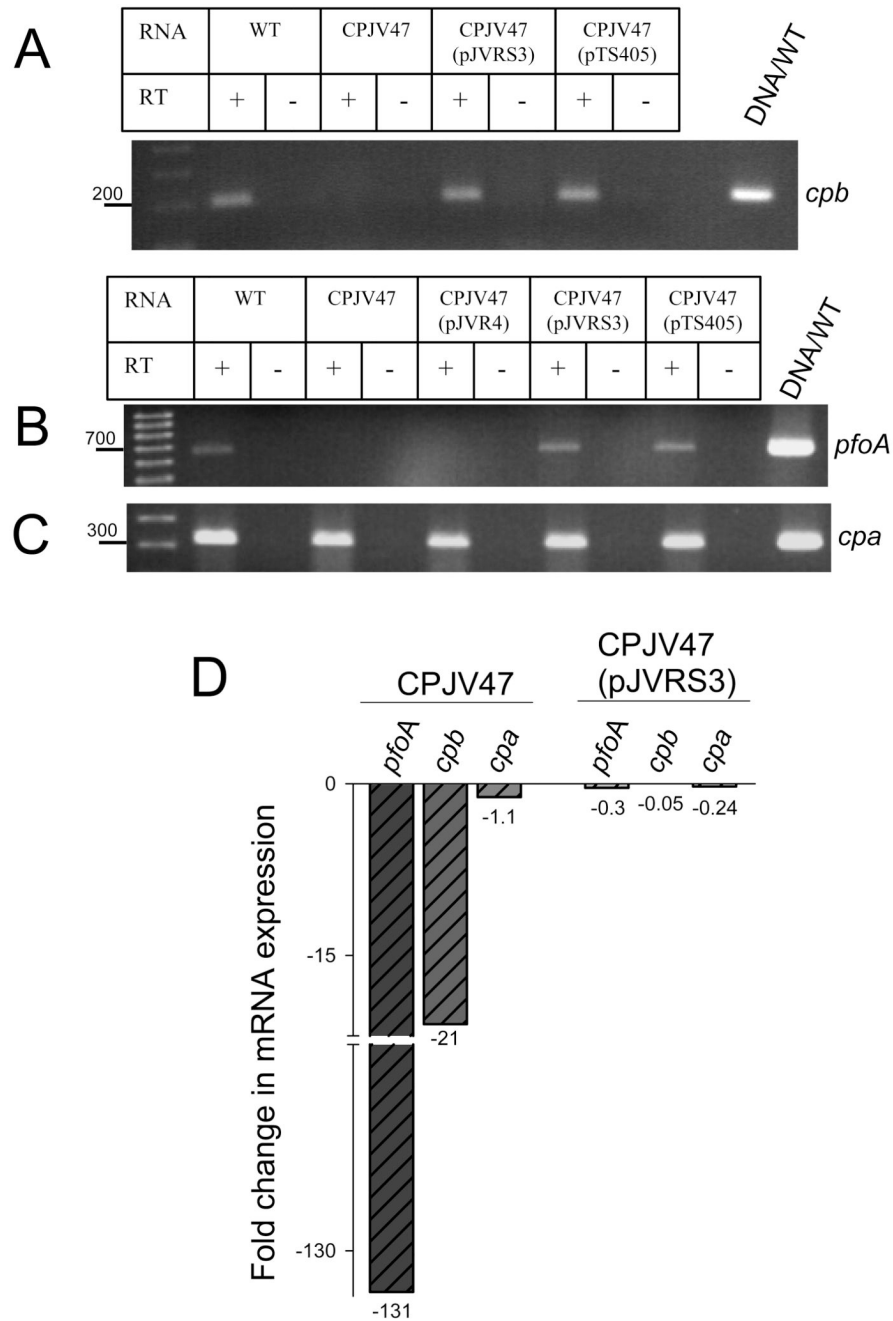 A
RNA WT CPJV47 CPJV47 (pJVRS3) CPJV47 (pTS405)
RT + - + - + - + -
DNA/WT
200
cpb
RNA WT CPJV47 CPJV47 (pJVR4) CPJV47 (pJVRS3) CPJV47 (pTS405)
RT + - + - + - + - + -
DNA/WT
B
700
pfoA
C
300
cpa
D
CPJV47
CPJV47
(pJVRS3)
pfoA cpb cpa pfoA cpb cpa
Fold change in mRNA expression
0
-15
-130
-131
-21
-1.1
-0.3
-0.05
-0.24